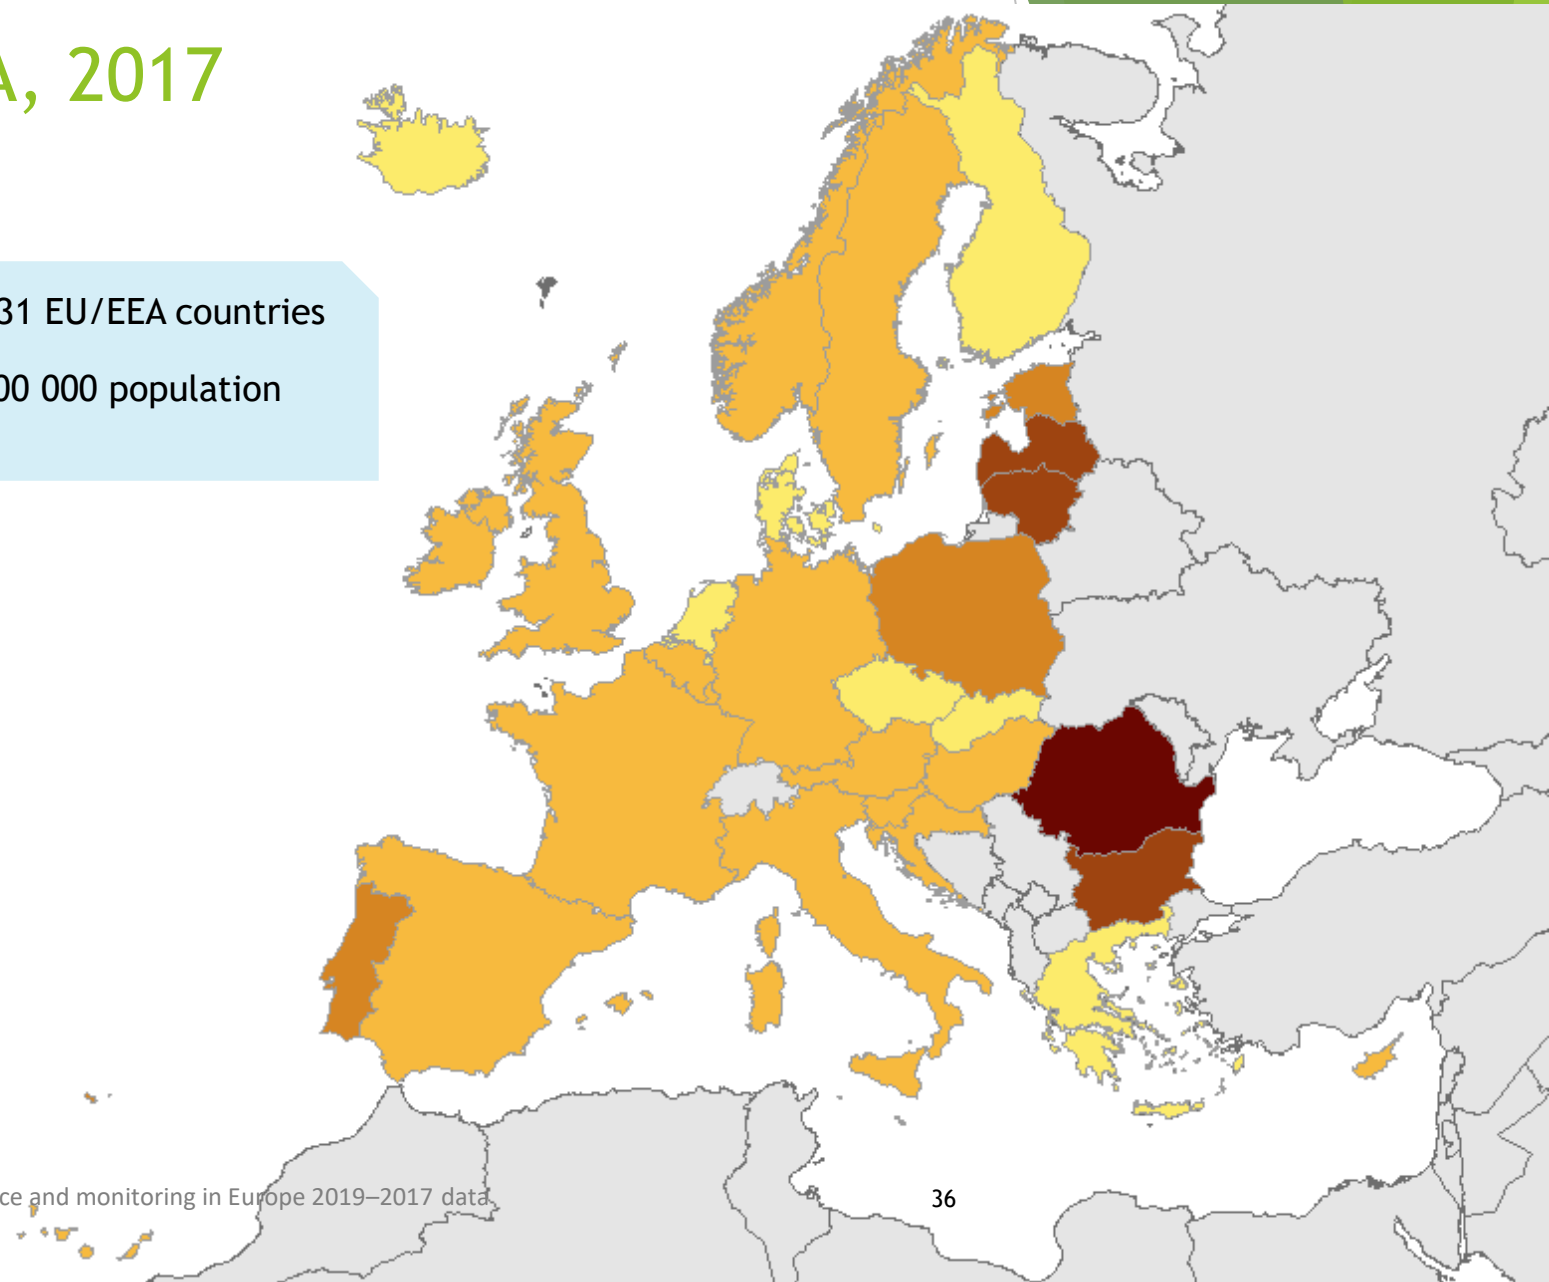 A, 2017
31 EU/EEA countries
00 000 population
ce and monitoring in Europe 2019–2017 data
36